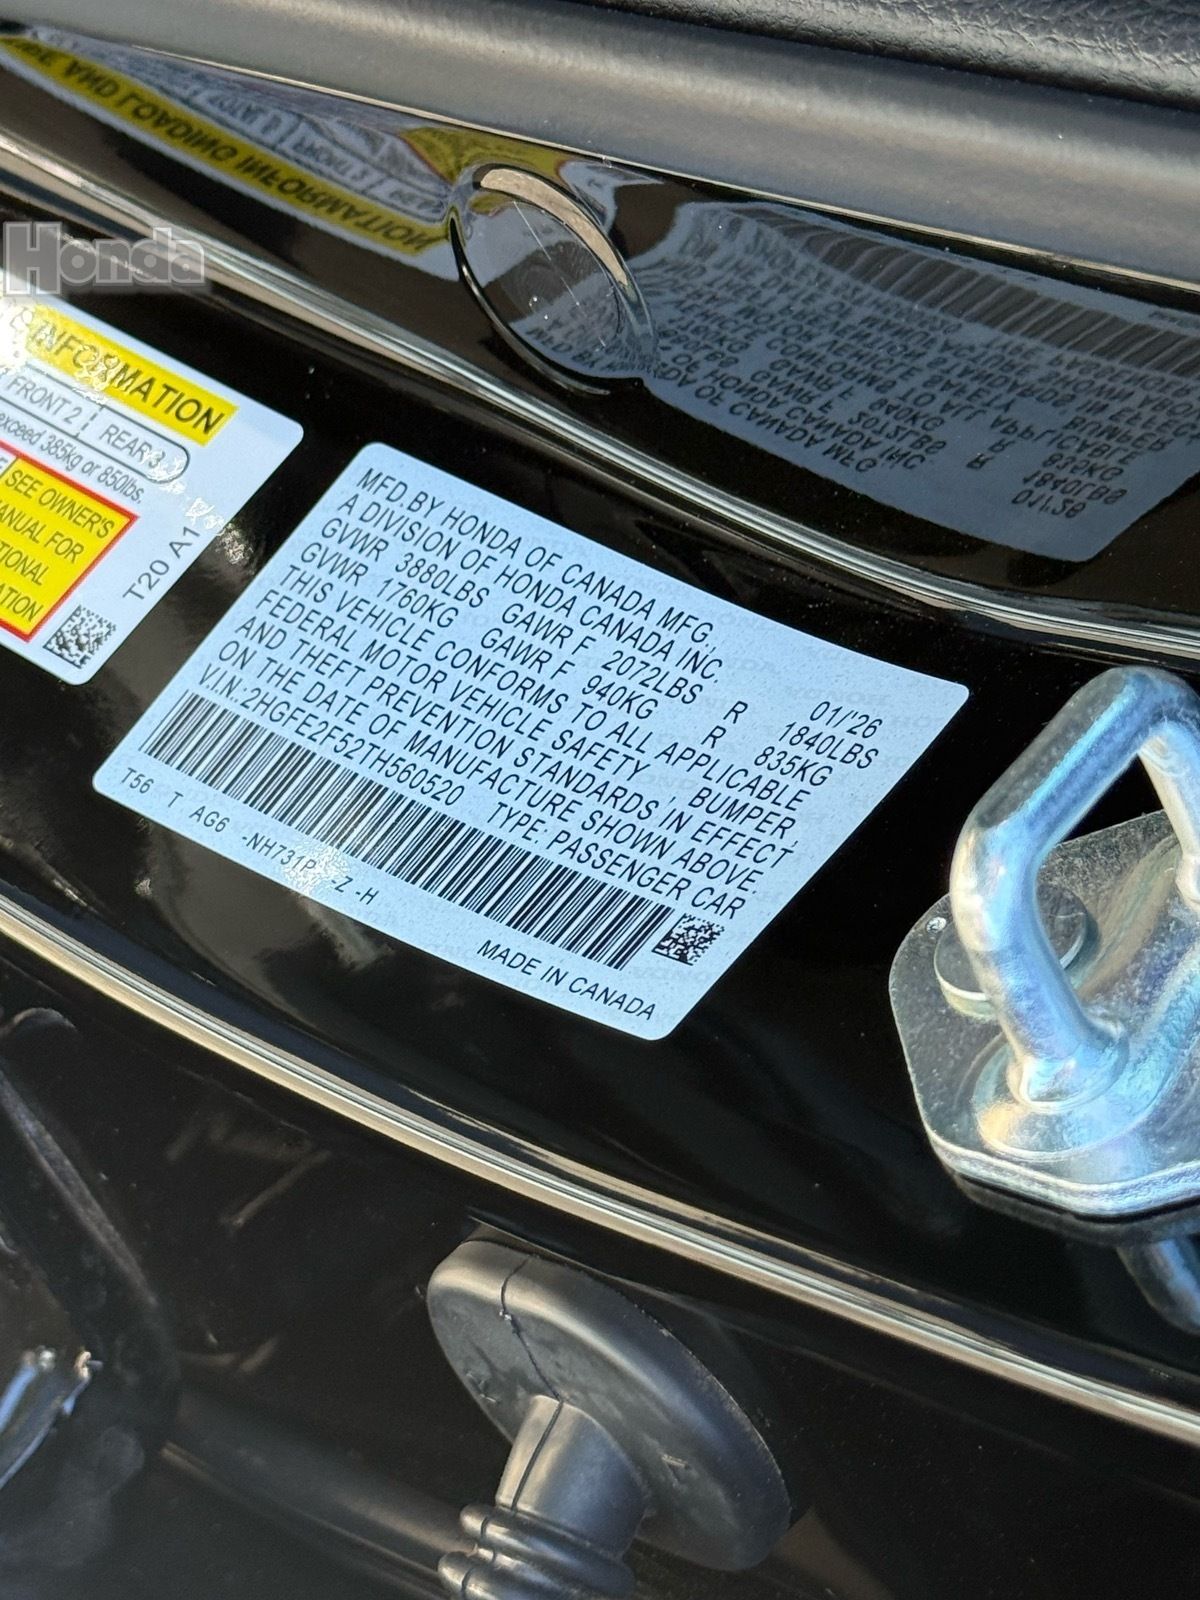 Honda
INFORMATION
FRONT 2 REAR 3
exceed 385kg or 850lbs.
SEE OWNER'S
MANUAL FOR
T20 A1
MFD BY HONDA OF CANADA MFG.,
A DIVISION OF HONDA CANADA INC. 01/'26
GVWR 3880LBS GAWR F 2072LBS R 1840LBS
GVWR 1760KG GAWR F 940KG R 835KG
THIS VEHICLE CONFORMS TO ALL APPLICABLE
FEDERAL MOTOR VEHICLE SAFETY BUMPER,
AND THEFT PREVENTION STANDARDS IN EFFECT
ON THE DATE OF MANUFACTURE SHOWN ABOVE.
V.I.N.:2HGFE2F52TH560520 TYPE: PASSENGER CAR
T56 T AG6 -NH731P -Z -H
MADE IN CANADA